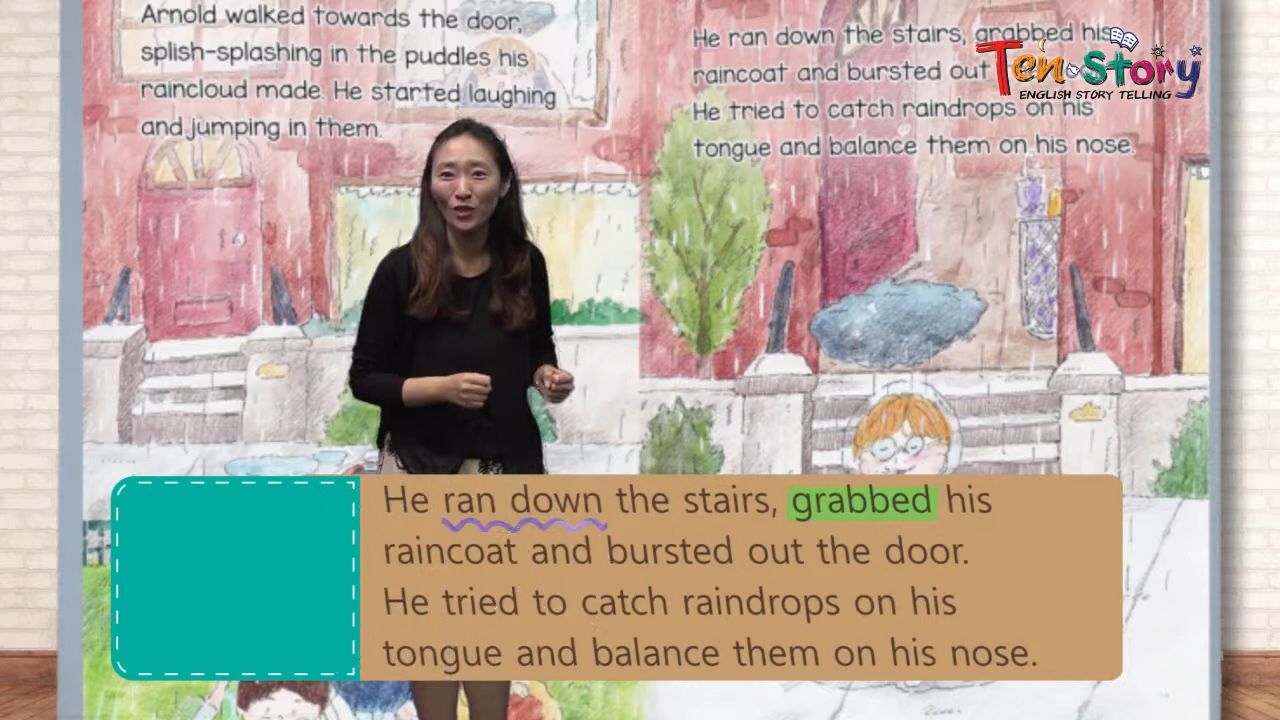 Arnold walked towards the door,
splish-splashing in the puddles his
raincloud made. He started laughing
and jumping in them.
He ran down the stairs, grabbed his
raincoat and bursted out
He tried to catch raindrops on his
tongue and balance them on his nose.
Ten Story
ENGLISH STORY TELLING
He ran down the stairs, grabbed his
raincoat and bursted out the door.
He tried to catch raindrops on his
tongue and balance them on his nose.